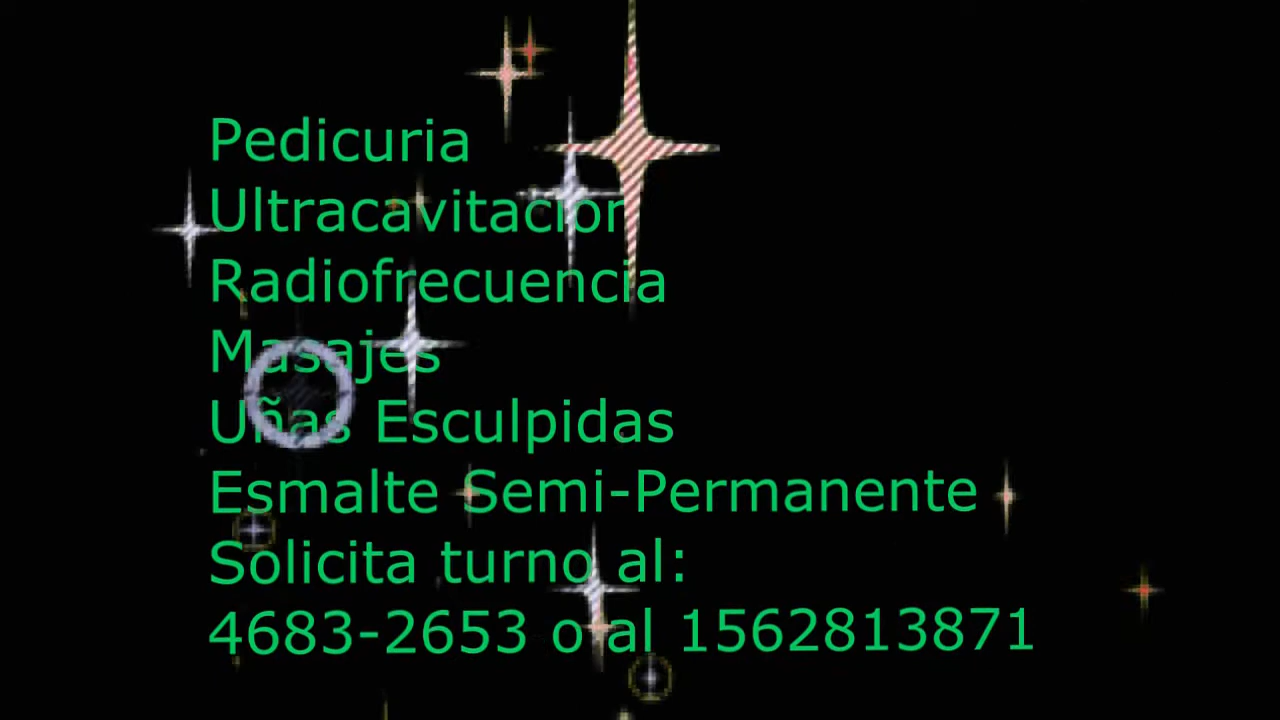 Pedicuria
Ultracavitacion
Radiofrecuencia
Masajes
Uñas Esculpidas
Esmalte Semi-Permanente
Solicita turno al:
4683-2653 o al 1562813871